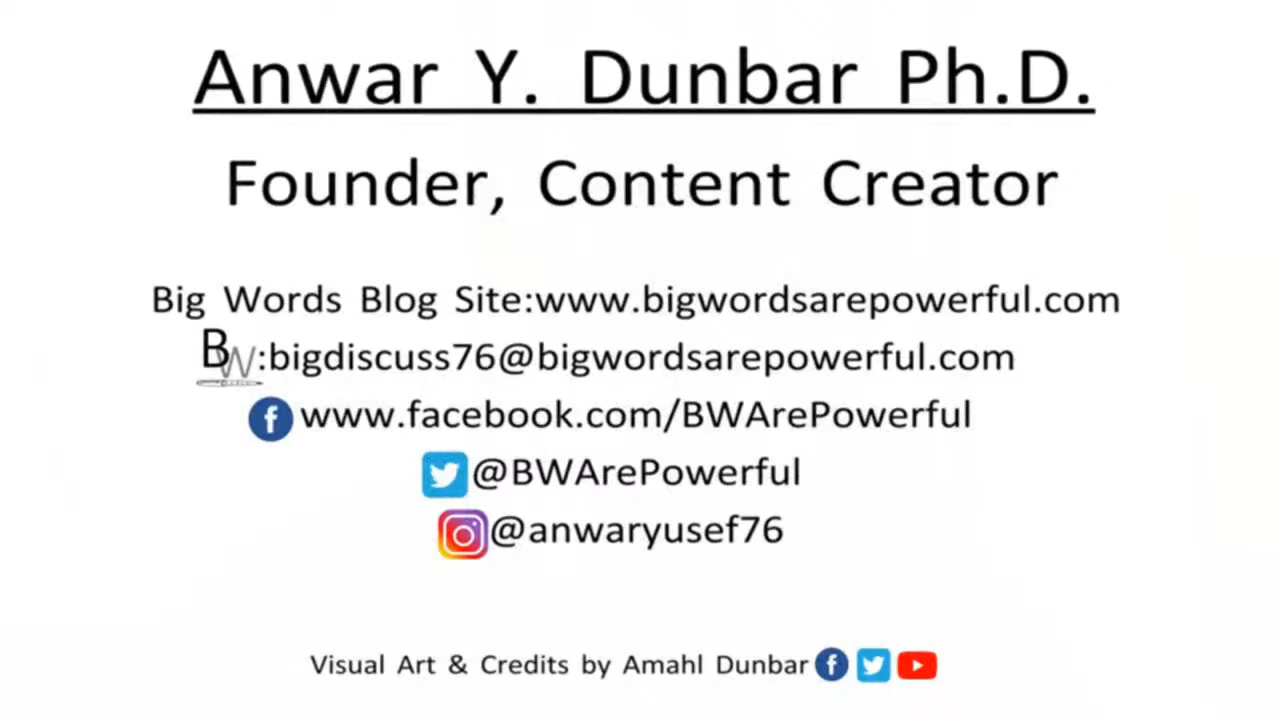 Anwar Y. Dunbar Ph.D.
Founder, Content Creator
Big Words Blog Site:www.bigwordsarepowerful.com
BW:bigdiscuss76@bigwordsarepowerful.com
www.facebook.com/BWArePowerful
@BWArePowerful
@anwaryusef76
Visual Art & Credits by Amahl Dunbar